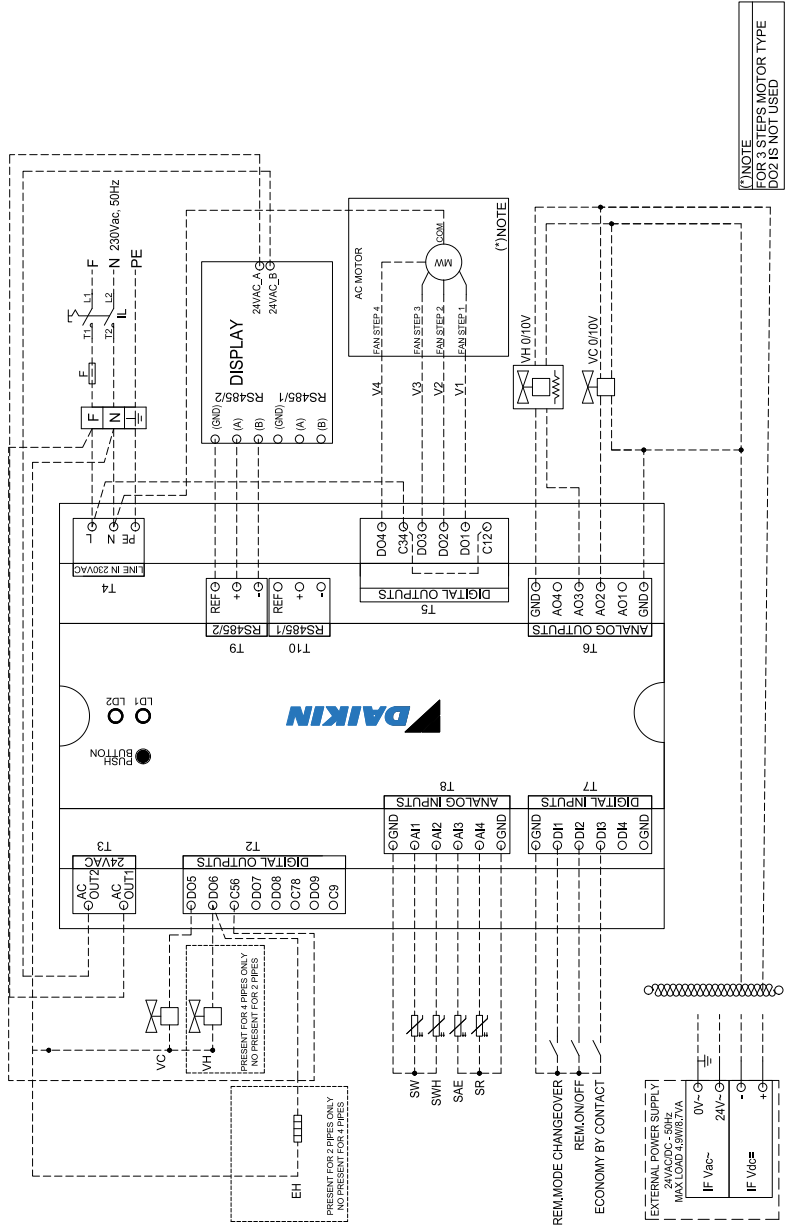 F
N 230Vac, 50Hz
PE
L1
L2
T1
T2
IL
F
F
N
L
N
PE
LINE IN 230VAC
T4
24VAC_A
24VAC_B
DISPLAY
RS485/2
RS485/1
(GND)
(A)
(B)
(GND)
(A)
(B)
REF
+
-
RS485/2
T9
REF
+
-
RS485/1
T10
AC MOTOR
MW
COM
(*)NOTE
FAN STEP 4
FAN STEP 3
FAN STEP 2
FAN STEP 1
V4
V3
V2
V1
DO4
C34
DO3
DO2
DO1
C12
DIGITAL OUTPUTS
T5
VH 0/10V
VC 0/10V
GND
AO4
AO3
AO2
AO1
GND
ANALOG OUTPUTS
T6
(*)NOTE
FOR 3 STEPS MOTOR TYPE
DO2 IS NOT USED
LD2
LD1
PUSH
BUTTON
DAIKIN
T3
24VAC
AC
OUT2
AC
OUT1
T2
DIGITAL OUTPUTS
DO5
DO6
C56
DO7
DO8
C78
DO9
C9
T8
ANALOG INPUTS
GND
AI1
AI2
AI3
AI4
GND
T7
DIGITAL INPUTS
GND
DI1
DI2
DI3
DI4
GND
VC
VH
PRESENT FOR 4 PIPES ONLY
NO PRESENT FOR 2 PIPES
EH
PRESENT FOR 2 PIPES ONLY
NO PRESENT FOR 4 PIPES
SW
SWH
SAE
SR
REM.MODE CHANGEOVER
REM.ON/OFF
ECONOMY BY CONTACT
EXTERNAL POWER SUPPLY
24VAC/DC - 50Hz
MAX LOAD 4,9W/8,7VA
IF Vac~
0V~
24V~
IF Vdc=
-
+